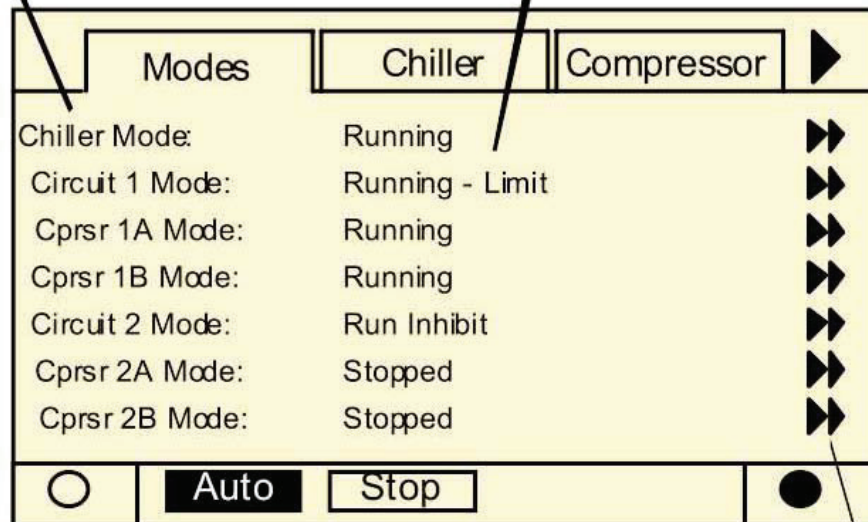 Modes Chiller Compressor
Chiller Mode: Running
Circuit 1 Mode: Running - Limit
Cprsr 1A Mode: Running
Cprsr 1B Mode: Running
Circuit 2 Mode: Run Inhibit
Cprsr 2A Mode: Stopped
Cprsr 2B Mode: Stopped
Auto Stop